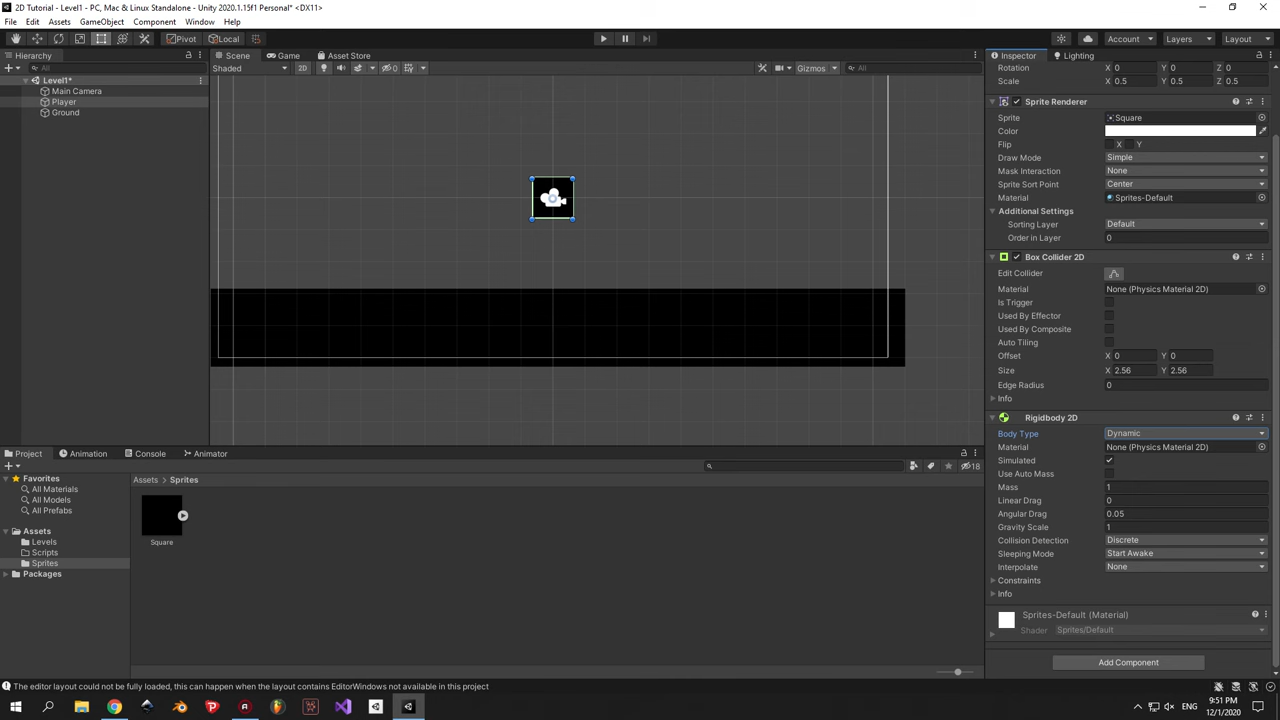 2D Tutorial - Level1 - PC, Mac & Linux Standalone - Unity 2020.1.15f1 Personal* <DX11>
File Edit Assets GameObject Component Window Help
Pivot Local Account Layers Layout
Hierarchy Scene Game Asset Store Inspector Lighting
All Shaded 2D 0 Gizmos All
Rotation X 0 Y 0 Z 0
Level1*
Scale X 0.5 Y 0.5 Z 0.5
Main Camera
Player
Sprite Renderer
Ground
Sprite Square
Color
Flip X Y
Draw Mode Simple
Mask Interaction None
Sprite Sort Point Center
Material Sprites-Default
Additional Settings
Sorting Layer Default
Order in Layer 0
Box Collider 2D
Edit Collider
Material None (Physics Material 2D)
Is Trigger
Used By Effector
Used By Composite
Auto Tiling
Offset X 0 Y 0
Size X 2.56 Y 2.56
Edge Radius 0
Info
Rigidbody 2D
Body Type Dynamic
Material None (Physics Material 2D)
Simulated
Use Auto Mass
Mass 1
Linear Drag 0
Angular Drag 0.05
Gravity Scale 1
Collision Detection Discrete
Sleeping Mode Start Awake
Interpolate None
Constraints
Info
Sprites-Default (Material)
Shader Sprites/Default
Add Component
Project Animation Console Animator
18
Favorites
All Materials
All Models
All Prefabs
Assets
Levels
Scripts
Sprites
Packages
Assets > Sprites
Square
The editor layout could not be fully loaded, this can happen when the layout contains EditorWindows not available in this project
ENG 9:51 PM
12/1/2020